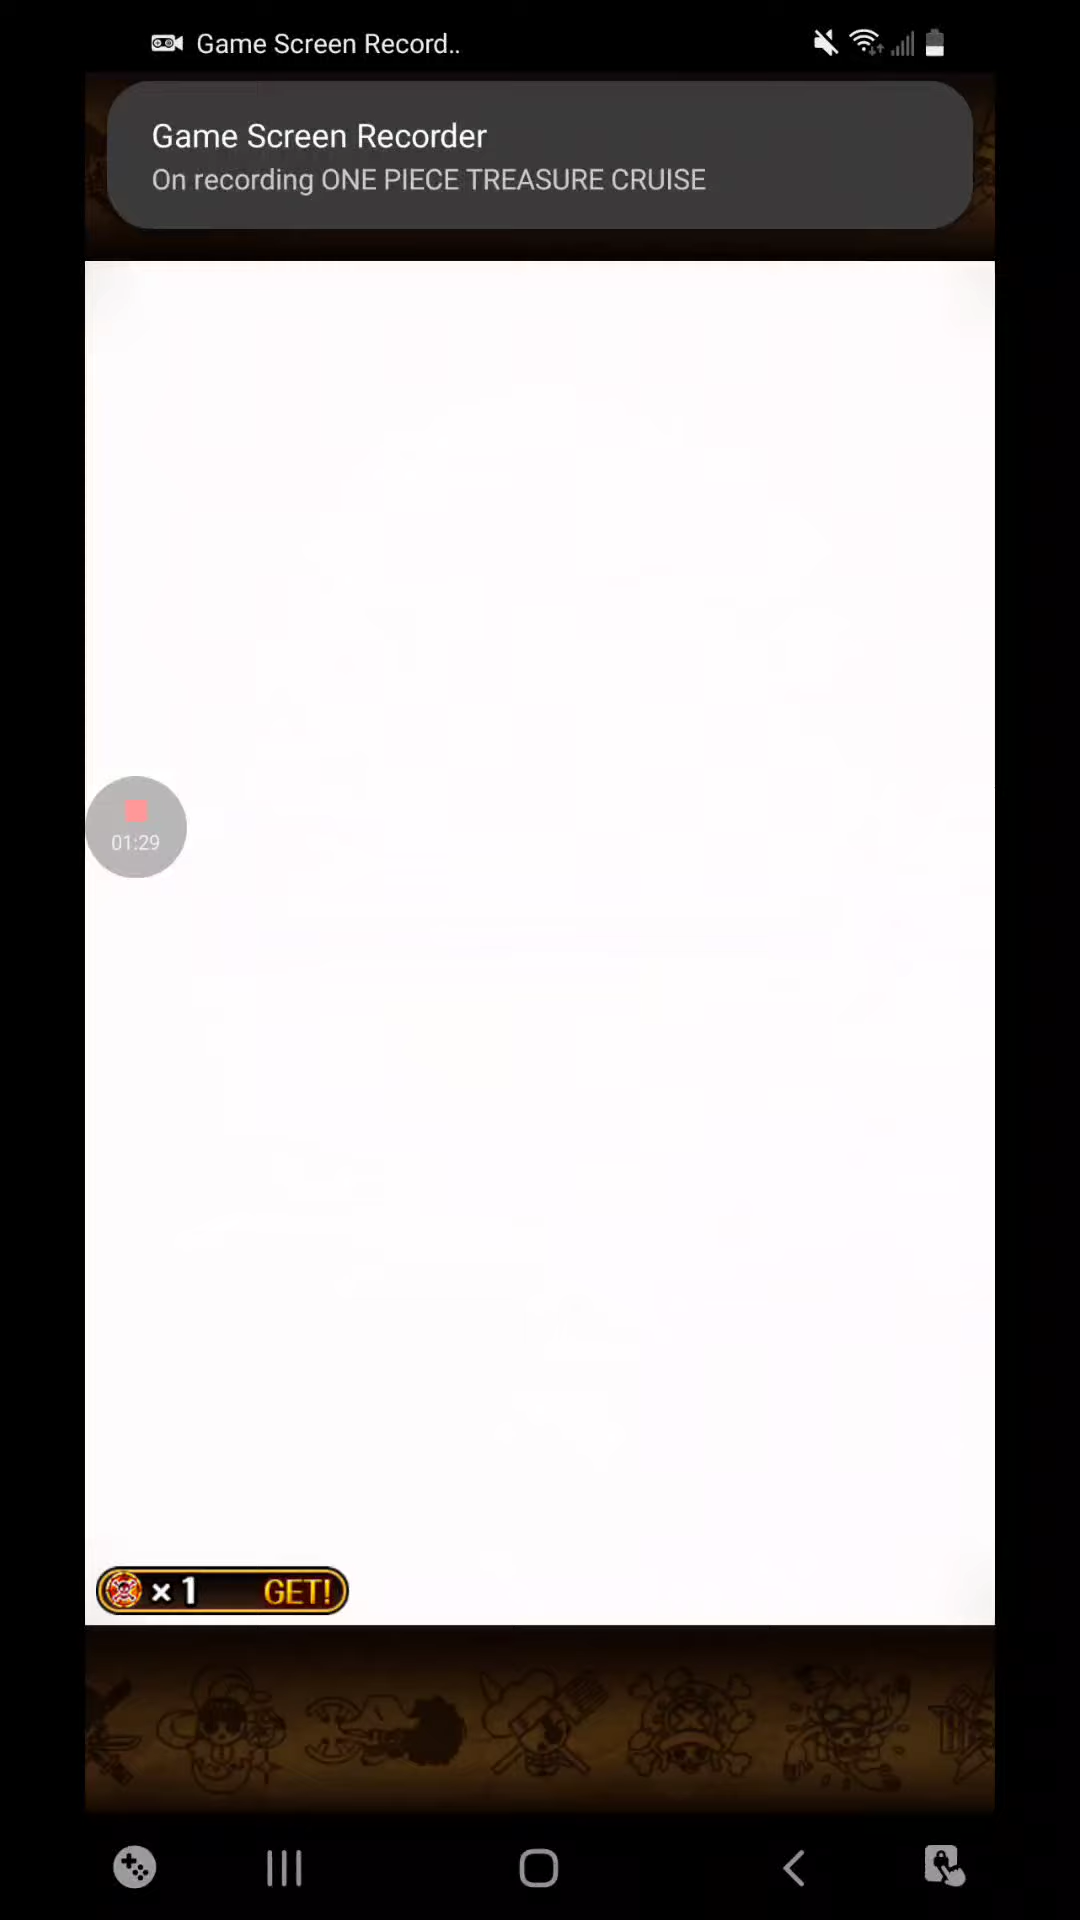 Game Screen Record..
Game Screen Recorder
On recording ONE PIECE TREASURE CRUISE
01:29
× 1 GET!